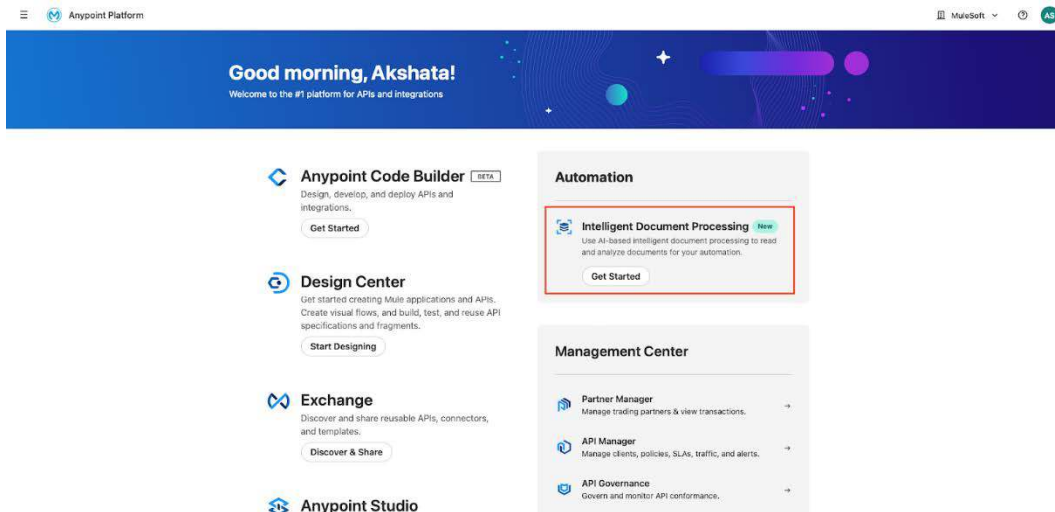 Anypoint Platform
MuleSoft
AS
Good morning, Akshata!
Welcome to the #1 platform for APIs and integrations
Anypoint Code Builder BETA
Design, develop, and deploy APIs and
integrations.
Get Started
Design Center
Get started creating Mule applications and APIs.
Create visual flows, and build, test, and reuse API
specifications and fragments.
Start Designing
Exchange
Discover and share reusable APIs, connectors,
and templates.
Discover & Share
Anypoint Studio
Automation
Intelligent Document Processing New
Use AI-based intelligent document processing to read
and analyze documents for your automation.
Get Started
Management Center
Partner Manager
Manage trading partners & view transactions.
API Manager
Manage clients, policies, SLAs, traffic, and alerts.
API Governance
Govern and monitor API conformance.